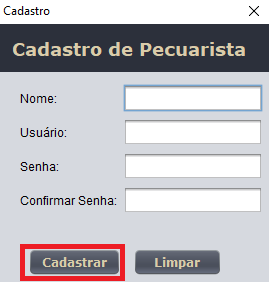 Cadastro
Cadastro de Pecuarista
Nome:
Usuário:
Senha:
Confirmar Senha:
Cadastrar Limpar